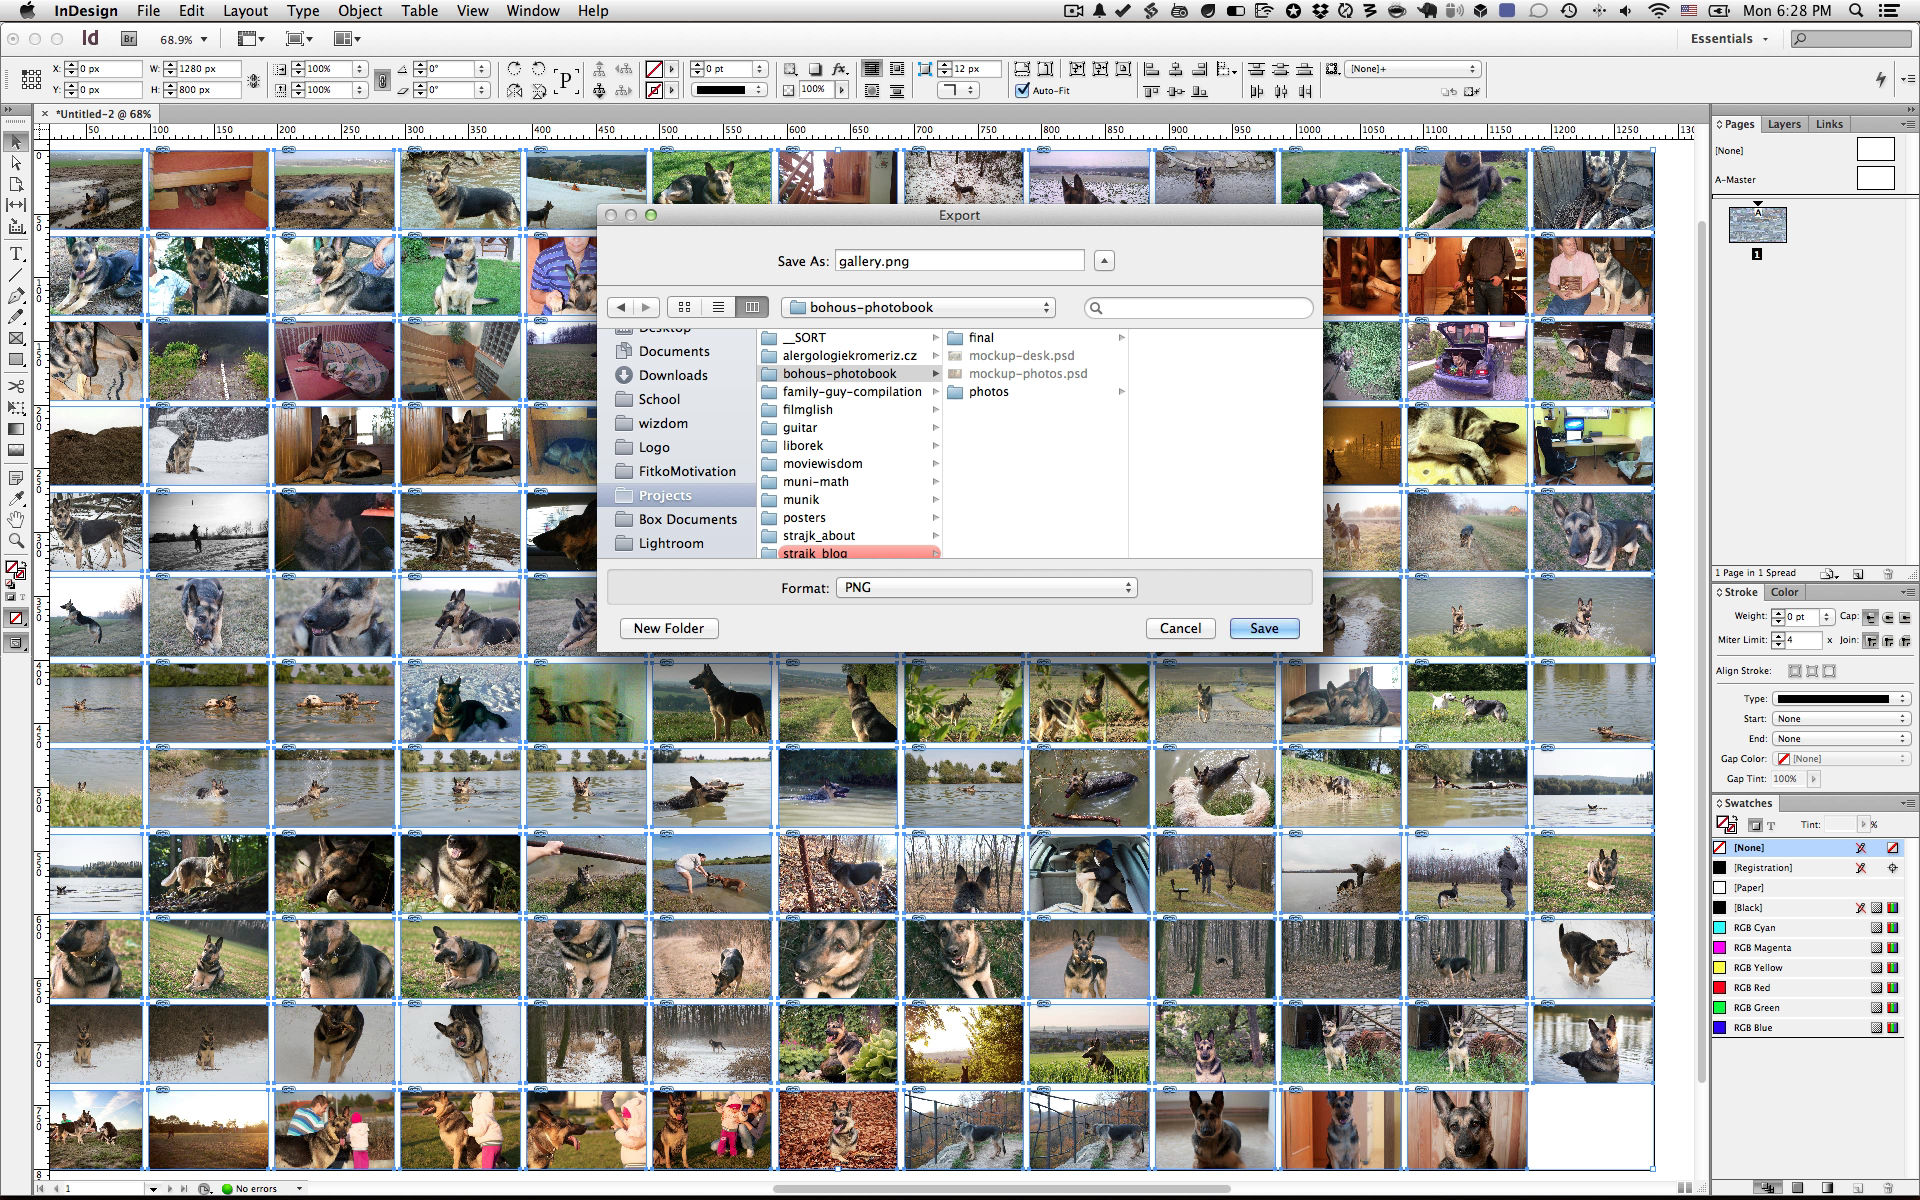 InDesign File Edit Layout Type Object Table View Window Help Mon 6:28 PM
Id Br 68.9% Essentials
X: 0 px W: 1280 px 100% 0° 0 pt 12 px [None]+
Y: 0 px H: 800 px 100% 0° 100% Auto-Fit
*Untitled-2 @ 68%
50 100 150 200 250 300 350 400 450 500 550 600 650 700 750 800 850 900 950 1000 1050 1100 1150 1200 1250
Export
Save As: gallery.png
bohous-photobook
Desktop
Documents
Downloads
School
wizdom
Logo
FitkoMotivation
Projects
Box Documents
Lightroom
__SORT
alergologiekromeriz.cz
bohous-photobook
family-guy-compilation
filmglish
guitar
liborek
moviewisdom
muni-math
munik
posters
strajk_about
strajk_blog
final
mockup-desk.psd
mockup-photos.psd
photos
Format: PNG
New Folder Cancel Save
Pages Layers Links
[None]
A-Master
A
1
1 Page in 1 Spread
Stroke Color
Weight: 0 pt Cap:
Miter Limit: 4 x Join:
Align Stroke:
Type:
Start: None
End: None
Gap Color: [None]
Gap Tint: 100%
Swatches
T Tint: %
[None]
[Registration]
[Paper]
[Black]
RGB Cyan
RGB Magenta
RGB Yellow
RGB Red
RGB Green
RGB Blue
1 No errors